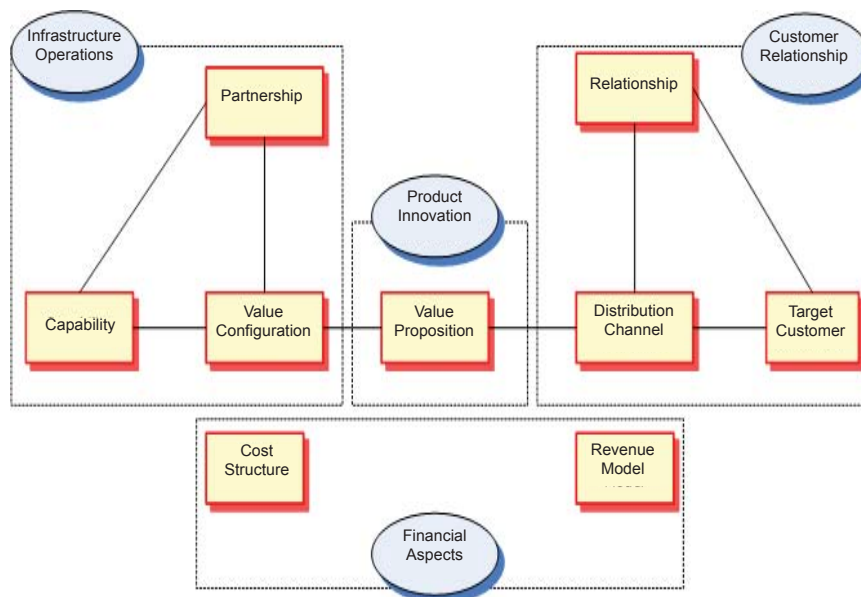 Infrastructure
Operations
Customer
Relationship
Partnership
Relationship
Product
Innovation
Capability
Value
Configuration
Value
Proposition
Distribution
Channel
Target
Customer
Cost
Structure
Revenue
Model
Financial
Aspects